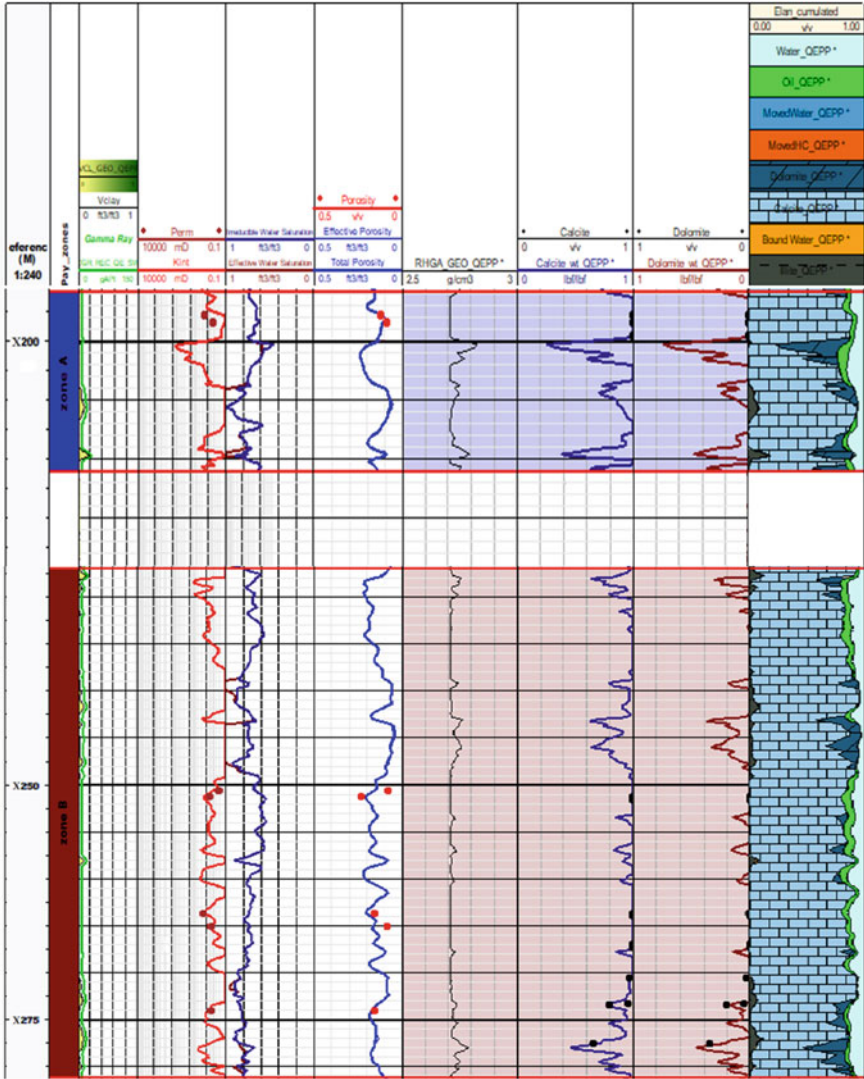 Elan_cumulated
0.00 v/v 1.00
Water_QEPP *
Oil_QEPP *
MovedWater_QEPP *
MovedHC_QEPP *
Dolomite_QEPP *
Calcite_QEPP *
Bound Water_QEPP *
Illite_QEPP *
eferenc
(M)
1:240
Pay_zones
VCL_GEO_QEPP
Vclay
0 ft3/ft3 1
Gamma Ray
0 gAPI 150
Perm
10000 mD 0.1
Kint
10000 mD 0.1
Irreducible Water Saturation
1 ft3/ft3 0
Effective Water Saturation
1 ft3/ft3 0
Porosity
0.5 v/v 0
Effective Porosity
0.5 ft3/ft3 0
Total Porosity
0.5 ft3/ft3 0
RHGA_GEO_QEPP *
2.5 g/cm3 3
Calcite
0 v/v 1
Calcite wt_QEPP *
0 lbf/lbf 1
Dolomite
1 v/v 0
Dolomite wt_QEPP *
1 lbf/lbf 0
X200
zone A
X250
zone B
X275